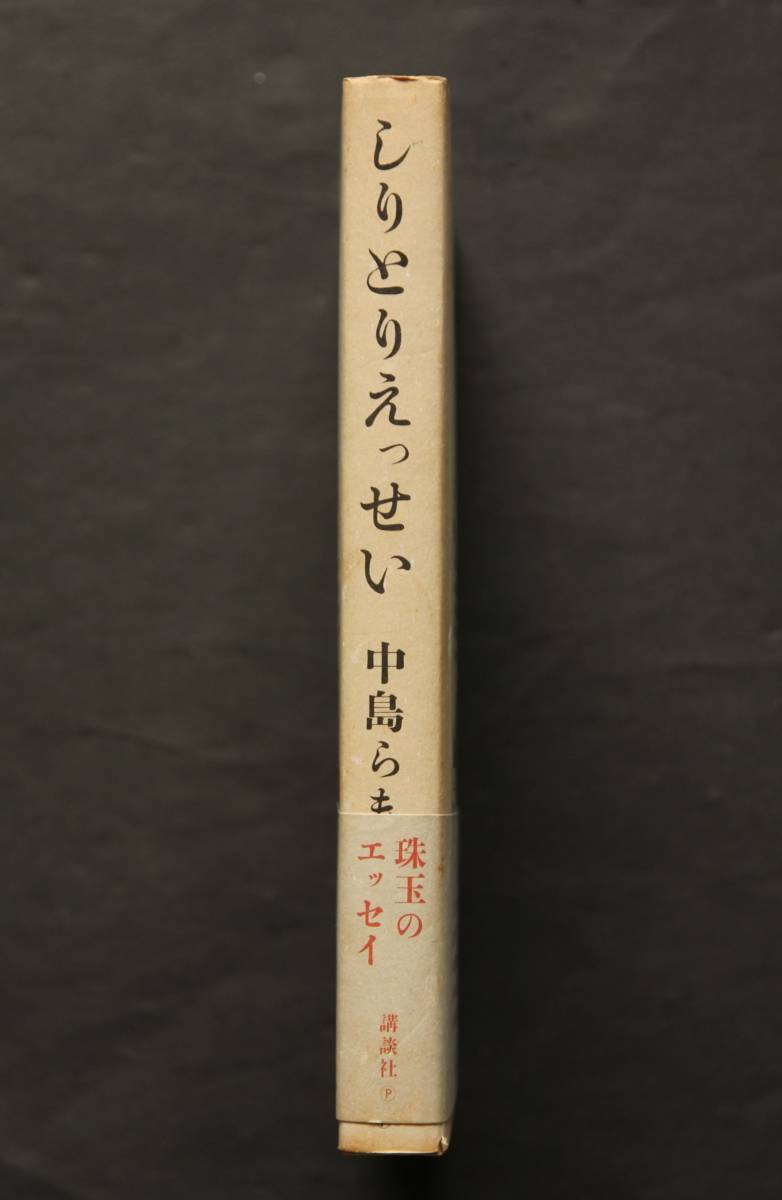 しりとりえっせい
中島らも
珠玉の
エッセイ
講談社
Ⓟ